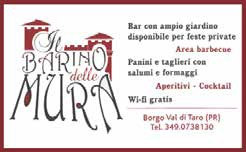 Il
BARINO
delle
MURA
Bar con ampio giardino
disponibile per feste private
Area barbecue
Panini e taglieri con
salumi e formaggi
Aperitivi - Cocktail
Wi-fi gratis
Borgo Val di Taro (PR)
Tel. 349.0738130